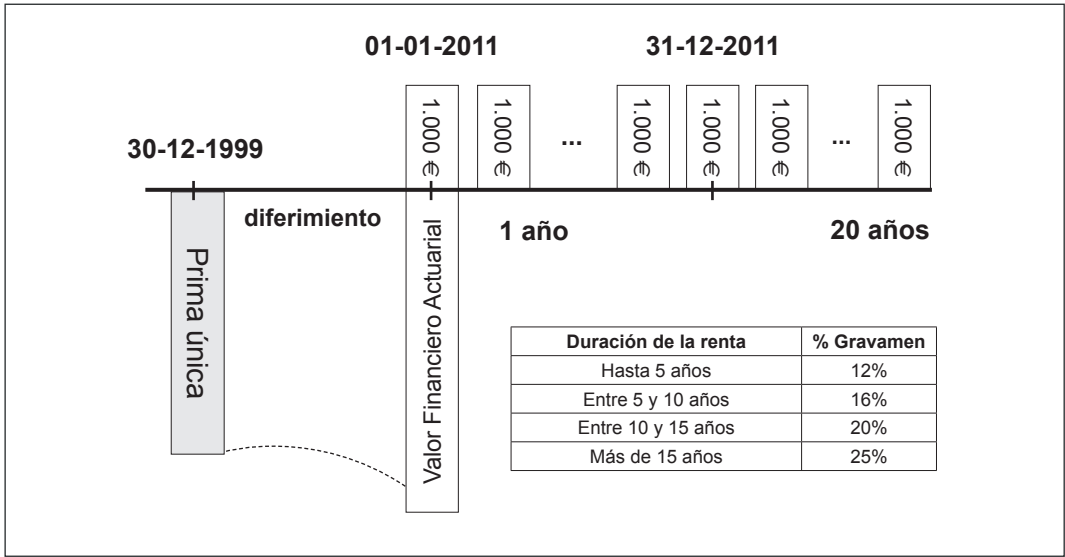 01-01-2011
31-12-2011
30-12-1999
1.000 €
1.000 €
...
1.000 €
1.000 €
1.000 €
...
1.000 €
diferimiento
1 año
20 años
Prima única
Valor Financiero Actuarial
Duración de la renta % Gravamen
Hasta 5 años 12%
Entre 5 y 10 años 16%
Entre 10 y 15 años 20%
Más de 15 años 25%